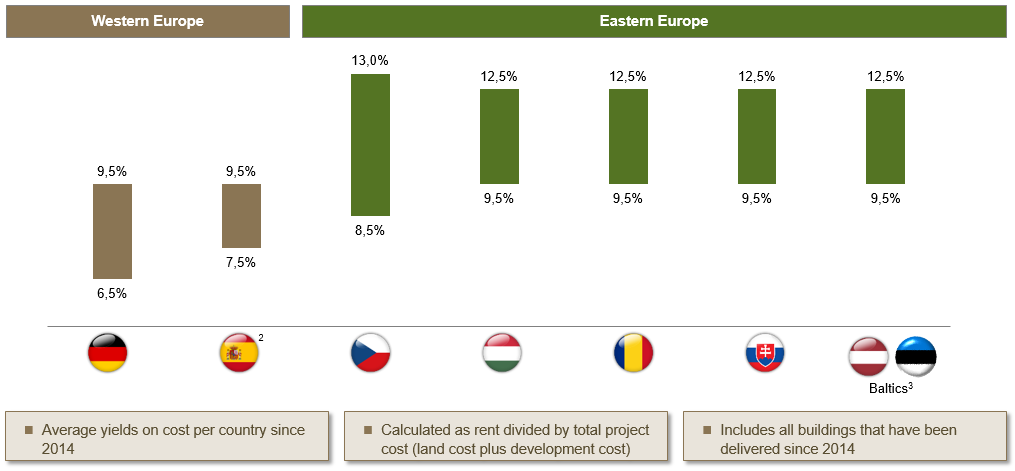 Western Europe
Eastern Europe
13,0%
12,5%
12,5%
12,5%
12,5%
9,5%
9,5%
9,5%
9,5%
9,5%
9,5%
8,5%
7,5%
6,5%
2
Baltics3
■ Average yields on cost per country since
2014
■ Calculated as rent divided by total project
cost (land cost plus development cost)
■ Includes all buildings that have been
delivered since 2014